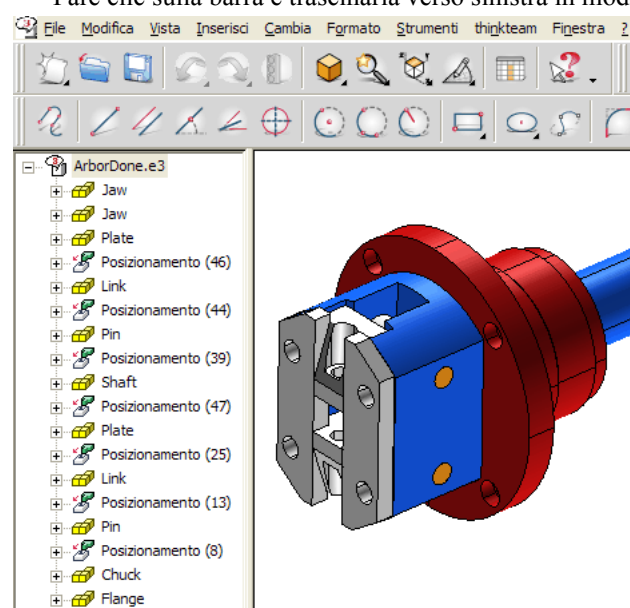 Fare clic sulla barra e trascinarla verso sinistra in mod
File Modifica Vista Inserisci Cambia Formato Strumenti thinkteam Finestra ?
ArborDone.e3
Jaw
Jaw
Plate
Posizionamento (46)
Link
Posizionamento (44)
Pin
Posizionamento (39)
Shaft
Posizionamento (47)
Plate
Posizionamento (25)
Link
Posizionamento (13)
Pin
Posizionamento (8)
Chuck
Flange